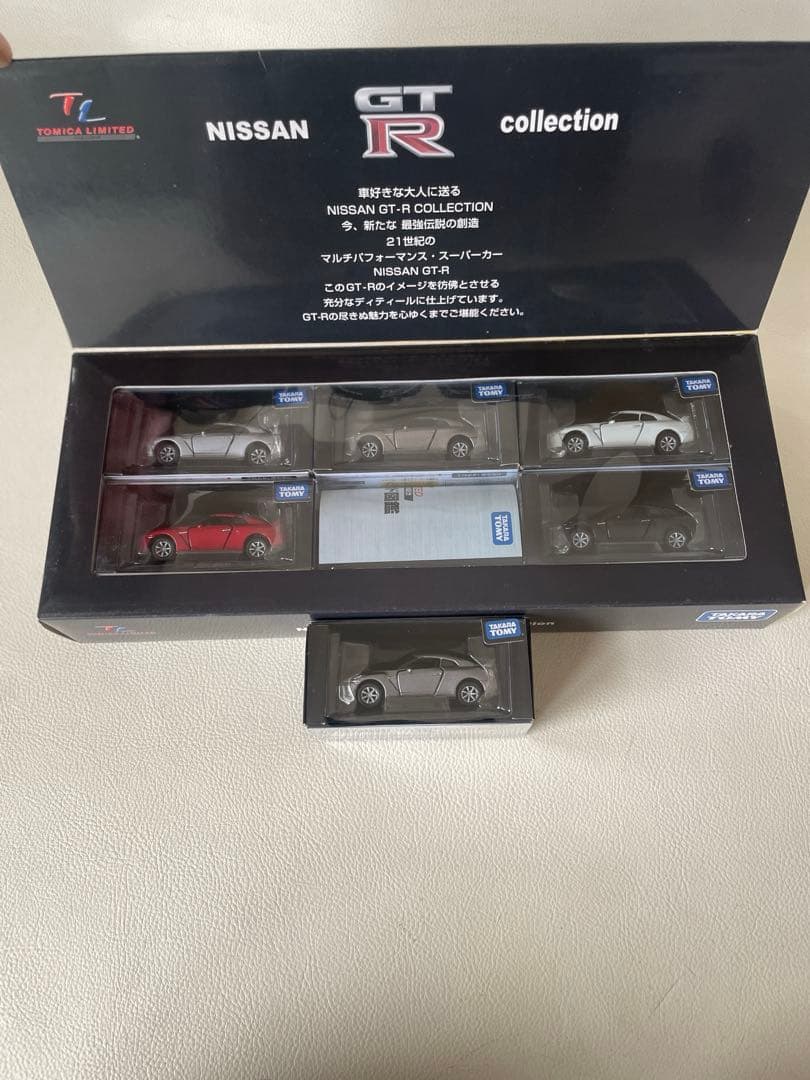 TL
TOMICA LIMITED
NISSAN
GT
R
collection
車好きな大人に送る
NISSAN GT-R COLLECTION
今、新たな 最強伝説の創造
21世紀の
マルチパフォーマンス・スーパーカー
NISSAN GT-R
このGT-Rのイメージを彷彿とさせる
充分なディティールに仕上げています。
GT-Rの尽きぬ魅力を心ゆくまでご堪能ください。
TAKARA
TOMY
TAKARA
TOMY
TAKARA
TOMY
TAKARA
TOMY
図鑑
TAKARA
TOMY
TAKARA
TOMY
TAKARA
TOMY
TAKARA
TOMY